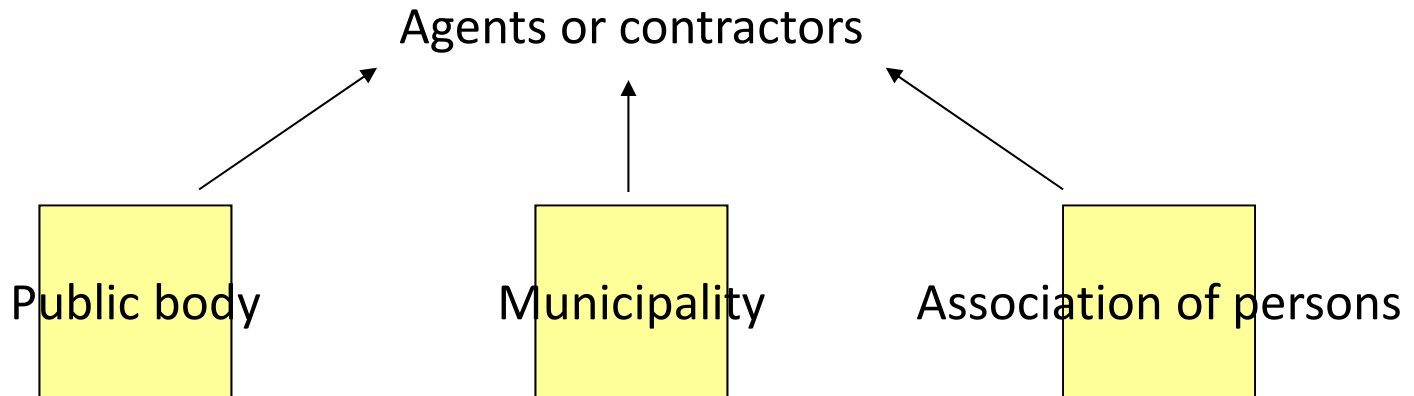 Agents or contractors
Public body
Municipality
Association of persons